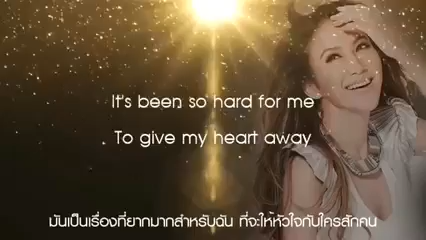 It's been so hard for me
To give my heart away
มันเป็นเรื่องที่ยากมากสำหรับฉัน ที่จะให้หัวใจกับใครสักคน